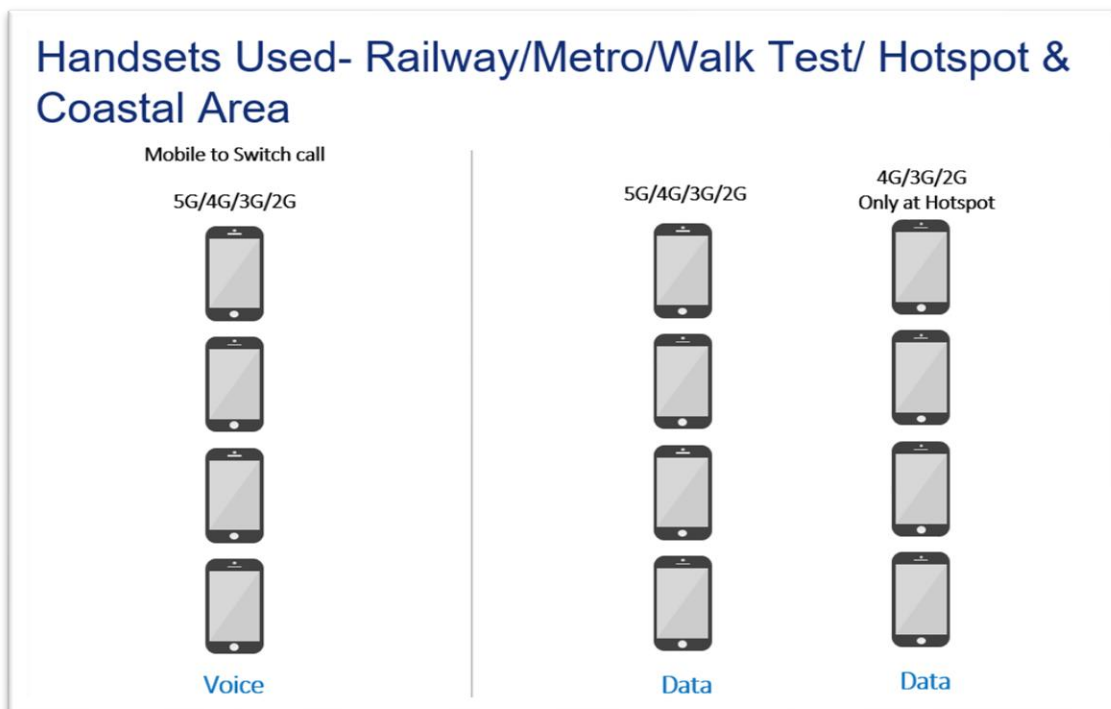 Handsets Used- Railway/Metro/Walk Test/ Hotspot &
Coastal Area
Mobile to Switch call
5G/4G/3G/2G
Voice
5G/4G/3G/2G
Data
4G/3G/2G
Only at Hotspot
Data